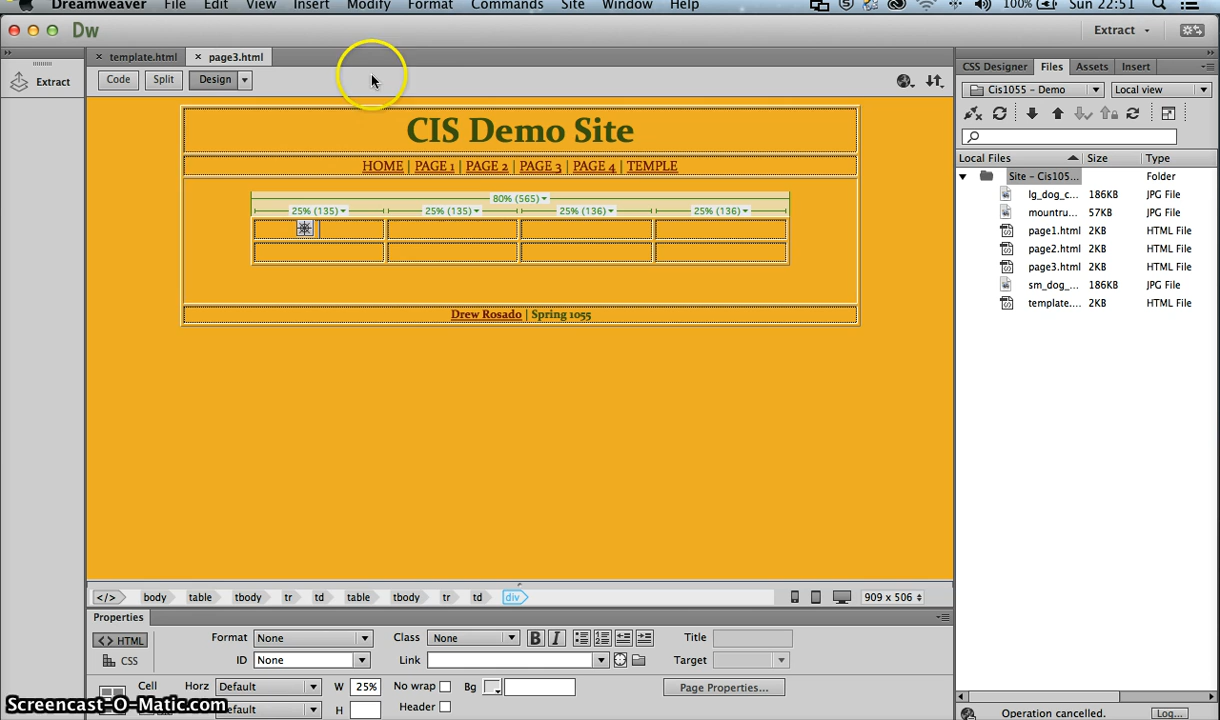 Dreamweaver File Edit View Insert Modify Format Commands Site Window Help 100% Sun 22:51
Dw Extract
template.html page3.html CSS Designer Files Assets Insert
Extract Code Split Design Cis1055 - Demo Local view
CIS Demo Site
HOME | PAGE 1 | PAGE 2 | PAGE 3 | PAGE 4 | TEMPLE
80% (565)
25% (135) 25% (135) 25% (136) 25% (136)
Drew Rosado | Spring 1055
Local Files Size Type
Site - Cis105... Folder
lg_dog_c... 186KB JPG File
mountru... 57KB JPG File
page1.html 2KB HTML File
page2.html 2KB HTML File
page3.html 2KB HTML File
sm_dog_... 186KB JPG File
template.... 2KB HTML File
</> body table tbody tr td table tbody tr td div 909 x 506
Properties
<> HTML Format None Class None B I Title
CSS ID None Link Target
Cell Horz Default W 25% No wrap Bg Page Properties...
Default H Header
Operation cancelled. Log...
Screencast-O-Matic.com